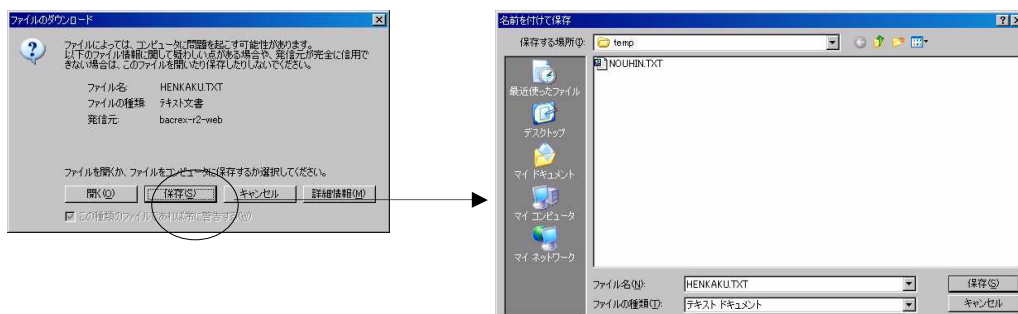 ファイルのダウンロード
ファイルによっては、コンピュータに問題を起こす可能性があります。
以下のファイル情報に関して疑わしい点がある場合や、発信元が完全に信用で
きない場合は、このファイルを開いたり保存したりしないでください。
ファイル名: HENKAKU.TXT
ファイルの種類: テキスト文書
発信元: bacrex-r2-web
ファイルを開くか、ファイルをコンピュータに保存するか選択してください。
開く(O) 保存(S) キャンセル 詳細情報(M)
この種類のファイルであれば常に警告する(W)
名前を付けて保存
保存する場所(I): temp
NOUHIN.TXT
最近使ったファイル
デスクトップ
マイ ドキュメント
マイ コンピュータ
マイ ネットワーク
ファイル名(N): HENKAKU.TXT 保存(S)
ファイルの種類(T): テキスト ドキュメント キャンセル